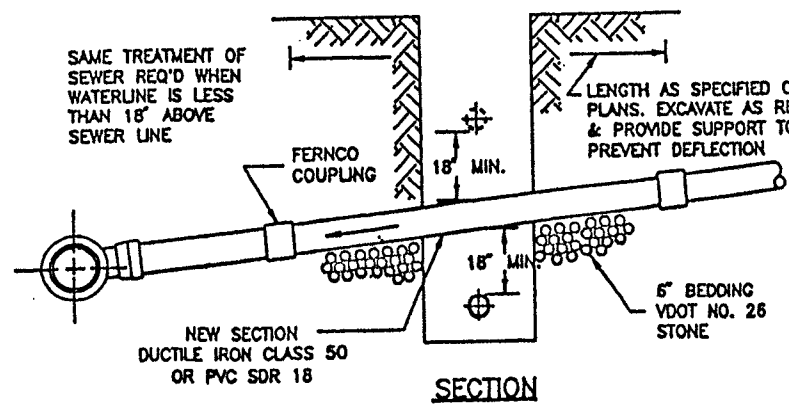 SAME TREATMENT OF
SEWER REQ'D WHEN
WATERLINE IS LESS
THAN 18" ABOVE
SEWER LINE
FERNCO
COUPLING
18" MIN.
LENGTH AS SPECIFIED
PLANS. EXCAVATE AS
& PROVIDE SUPPORT
PREVENT DEFLECTION
18" MIN.
6" BEDDING
VDOT NO. 26
STONE
NEW SECTION
DUCTILE IRON CLASS 50
OR PVC SDR 18
SECTION